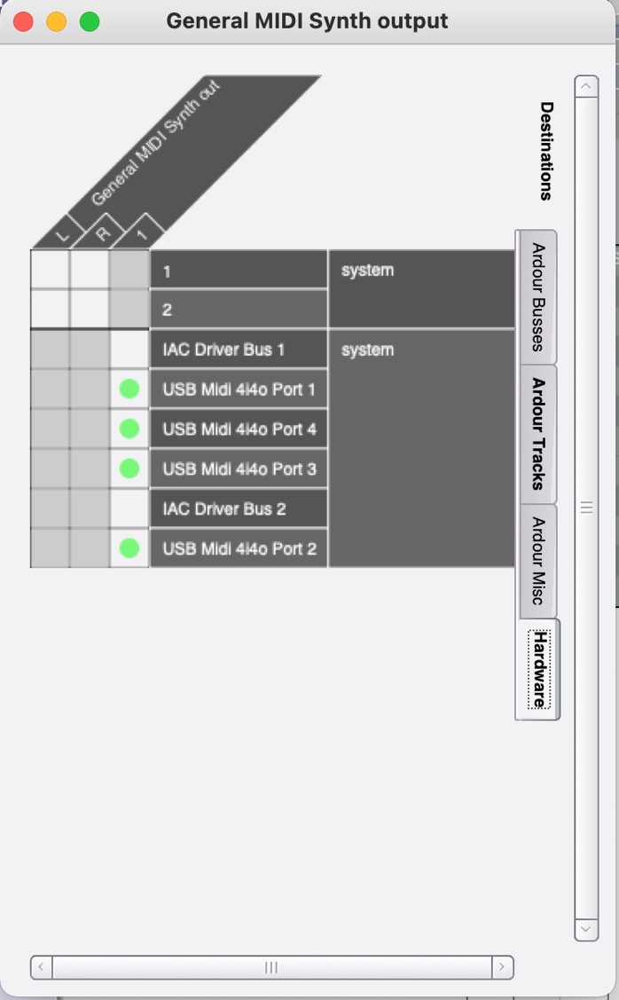 General MIDI Synth output
General MIDI Synth out
L
R
1
Destinations
1
system
2
IAC Driver Bus 1
system
USB Midi 4i4o Port 1
USB Midi 4i4o Port 4
USB Midi 4i4o Port 3
IAC Driver Bus 2
USB Midi 4i4o Port 2
Ardour Busses
Ardour Tracks
Ardour Misc
Hardware